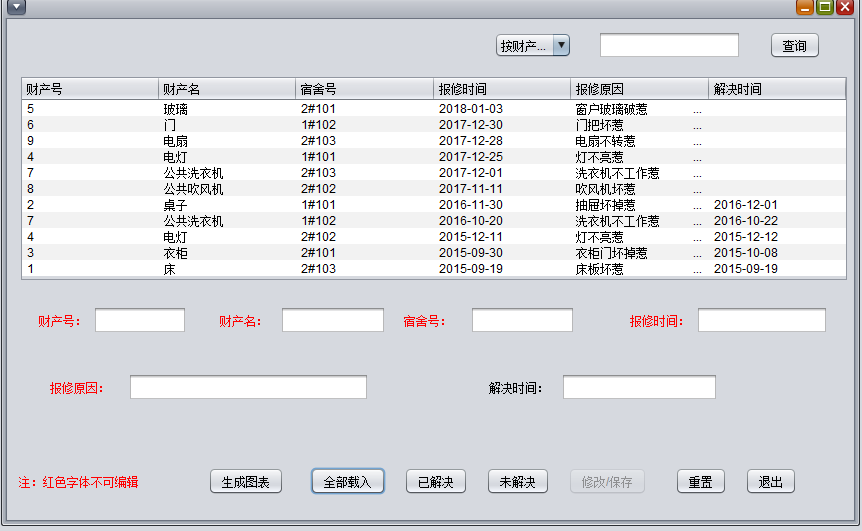 按财产... 查询
财产号 财产名 宿舍号 报修时间 报修原因 解决时间
5 玻璃 2#101 2018-01-03 窗户玻璃破惹 ...
6 门 1#102 2017-12-30 门把坏惹 ...
9 电扇 2#103 2017-12-28 电扇不转惹 ...
4 电灯 1#101 2017-12-25 灯不亮惹 ...
7 公共洗衣机 2#103 2017-12-01 洗衣机不工作惹 ...
8 公共吹风机 2#102 2017-11-11 吹风机坏惹 ...
2 桌子 1#101 2016-11-30 抽屉坏掉惹 ... 2016-12-01
7 公共洗衣机 1#102 2016-10-20 洗衣机不工作惹 ... 2016-10-22
4 电灯 2#102 2015-12-11 灯不亮惹 ... 2015-12-12
3 衣柜 2#101 2015-09-30 衣柜门坏掉惹 ... 2015-10-08
1 床 2#103 2015-09-19 床板坏惹 ... 2015-09-19
财产号： 财产名： 宿舍号： 报修时间：
报修原因： 解决时间：
注：红色字体不可编辑 生成图表 全部载入 已解决 未解决 修改/保存 重置 退出